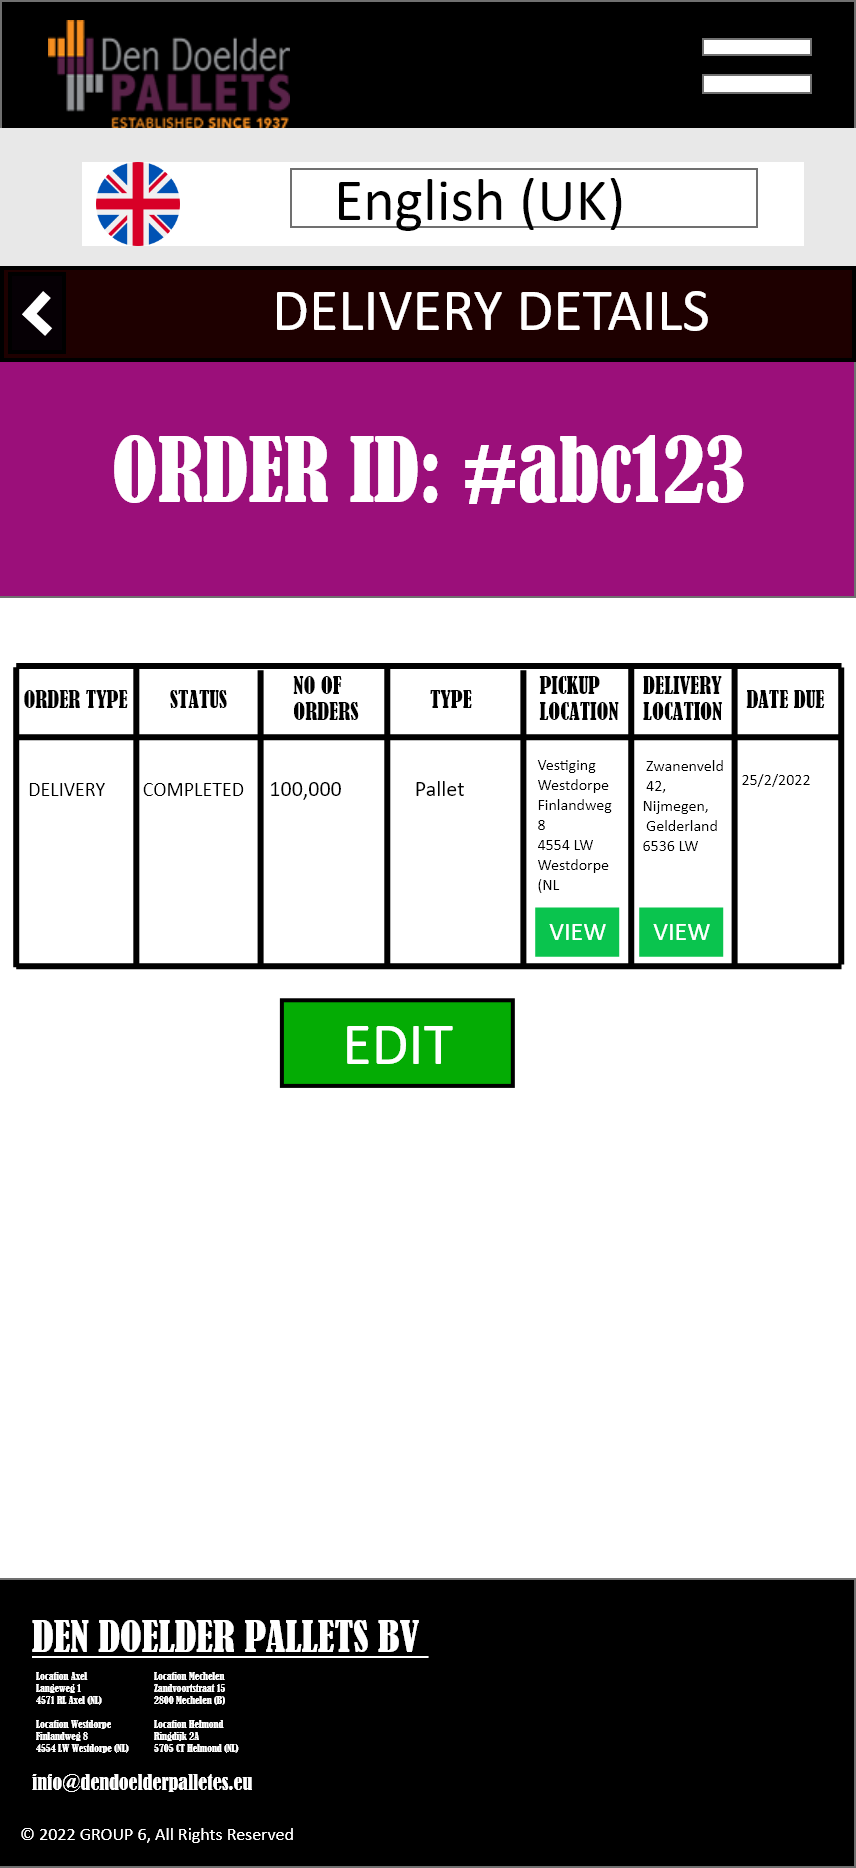 Den Doelder
PALLETS
ESTABLISHED SINCE 1937
English (UK)
DELIVERY DETAILS
ORDER ID: #abc123
ORDER TYPE
STATUS
NO OF
ORDERS
TYPE
PICKUP
LOCATION
DELIVERY
LOCATION
DATE DUE
DELIVERY
COMPLETED
100,000
Pallet
Vestiging
Westdorpe
Finlandweg
8
4554 LW
Westdorpe
(NL
VIEW
Zwanenveld
42,
Nijmegen,
Gelderland
6536 LW
VIEW
25/2/2022
EDIT
DEN DOELDER PALLETS BV
Location Axel
Langeweg 1
4571 RL Axel (NL)
Location Mechelen
Zandvoortstraat 15
2800 Mechelen (B)
Location Westdorpe
Finlandweg 8
4554 LW Westdorpe (NL)
Location Helmond
Ringdijk 2A
5705 CT Helmond (NL)
info@dendoelderpalletes.eu
© 2022 GROUP 6, All Rights Reserved